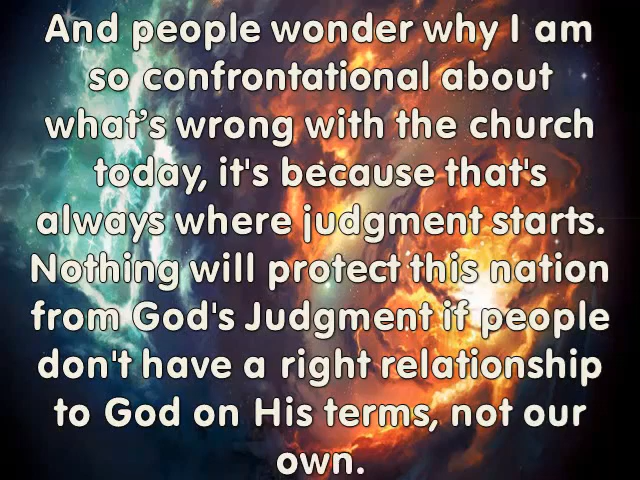 And people wonder why I am
so confrontational about
what’s wrong with the church
today, it's because that's
always where judgment starts.
Nothing will protect this nation
from God's Judgment if people
don't have a right relationship
to God on His terms, not our
own.